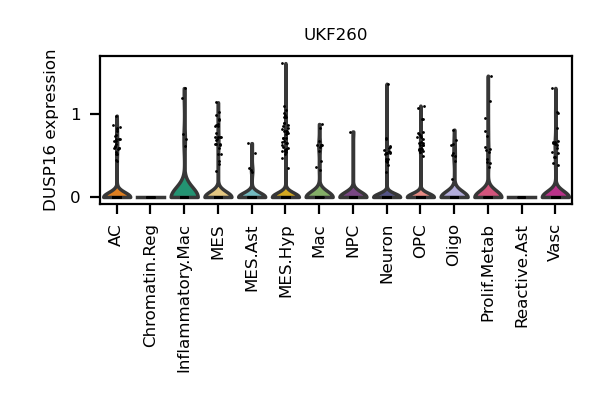 UKF260
DUSP16 expression
1
0
AC
Chromatin.Reg
Inflammatory.Mac
MES
MES.Ast
MES.Hyp
Mac
NPC
Neuron
OPC
Oligo
Prolif.Metab
Reactive.Ast
Vasc